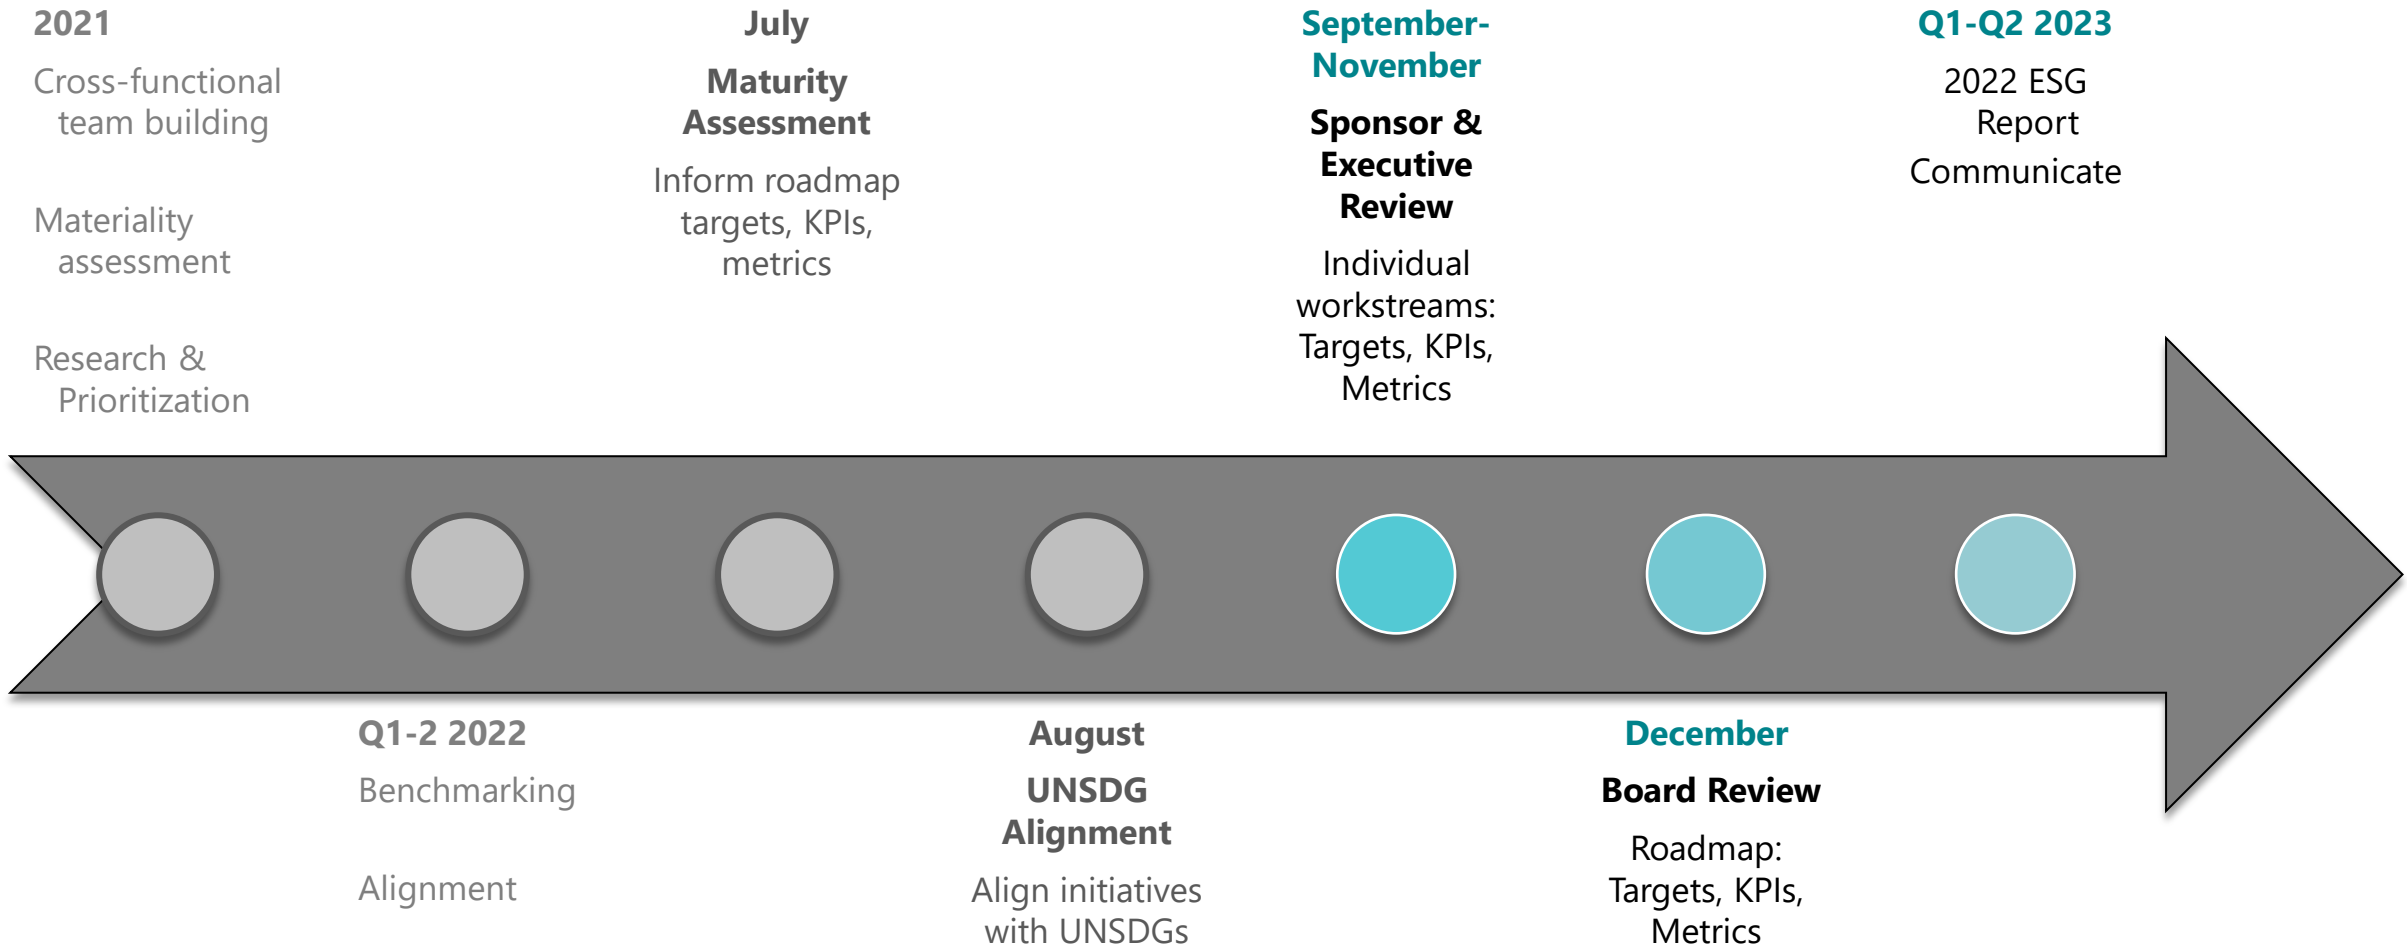 2021
Cross-functional
team building
Materiality
assessment
Research &
Prioritization
July
Maturity
Assessment
Inform roadmap
targets, KPIs,
metrics
September-
November
Sponsor &
Executive
Review
Individual
workstreams:
Targets, KPIs,
Metrics
Q1-Q2 2023
2022 ESG
Report
Communicate
Q1-2 2022
Benchmarking
Alignment
August
UNSDG
Alignment
Align initiatives
with UNSDGs
December
Board Review
Roadmap:
Targets, KPIs,
Metrics